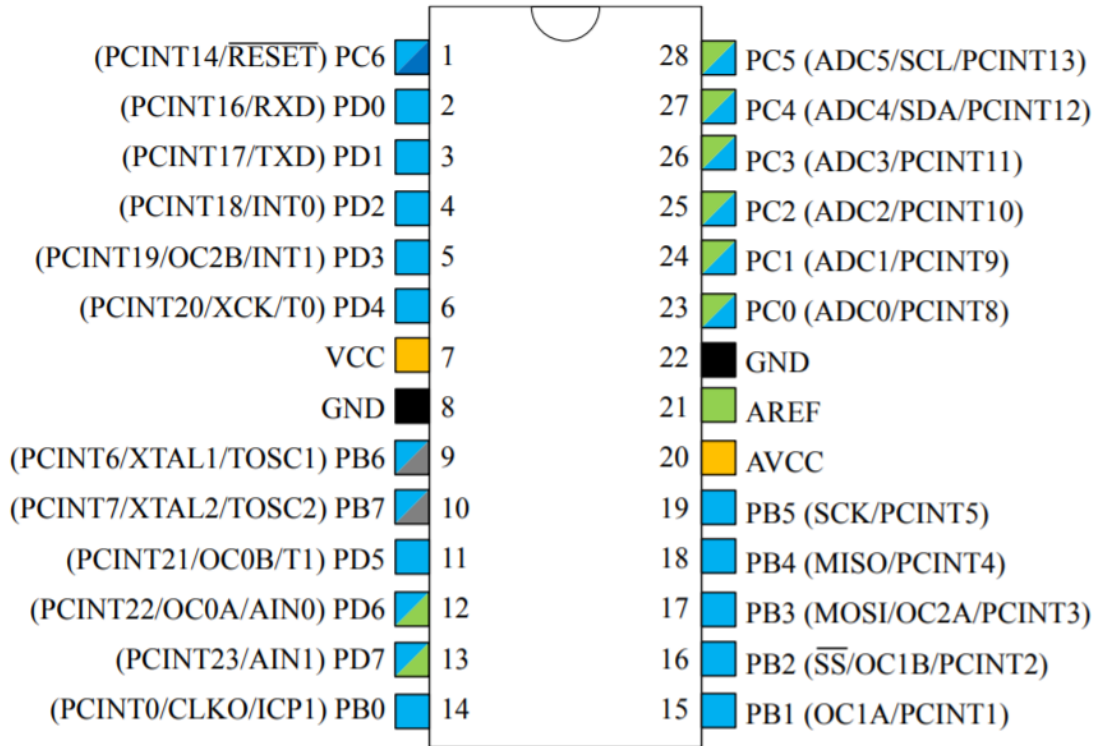 (PCINT14/RESET) PC6 1
(PCINT16/RXD) PD0 2
(PCINT17/TXD) PD1 3
(PCINT18/INT0) PD2 4
(PCINT19/OC2B/INT1) PD3 5
(PCINT20/XCK/T0) PD4 6
VCC 7
GND 8
(PCINT6/XTAL1/TOSC1) PB6 9
(PCINT7/XTAL2/TOSC2) PB7 10
(PCINT21/OC0B/T1) PD5 11
(PCINT22/OC0A/AIN0) PD6 12
(PCINT23/AIN1) PD7 13
(PCINT0/CLKO/ICP1) PB0 14
28 PC5 (ADC5/SCL/PCINT13)
27 PC4 (ADC4/SDA/PCINT12)
26 PC3 (ADC3/PCINT11)
25 PC2 (ADC2/PCINT10)
24 PC1 (ADC1/PCINT9)
23 PC0 (ADC0/PCINT8)
22 GND
21 AREF
20 AVCC
19 PB5 (SCK/PCINT5)
18 PB4 (MISO/PCINT4)
17 PB3 (MOSI/OC2A/PCINT3)
16 PB2 (SS/OC1B/PCINT2)
15 PB1 (OC1A/PCINT1)